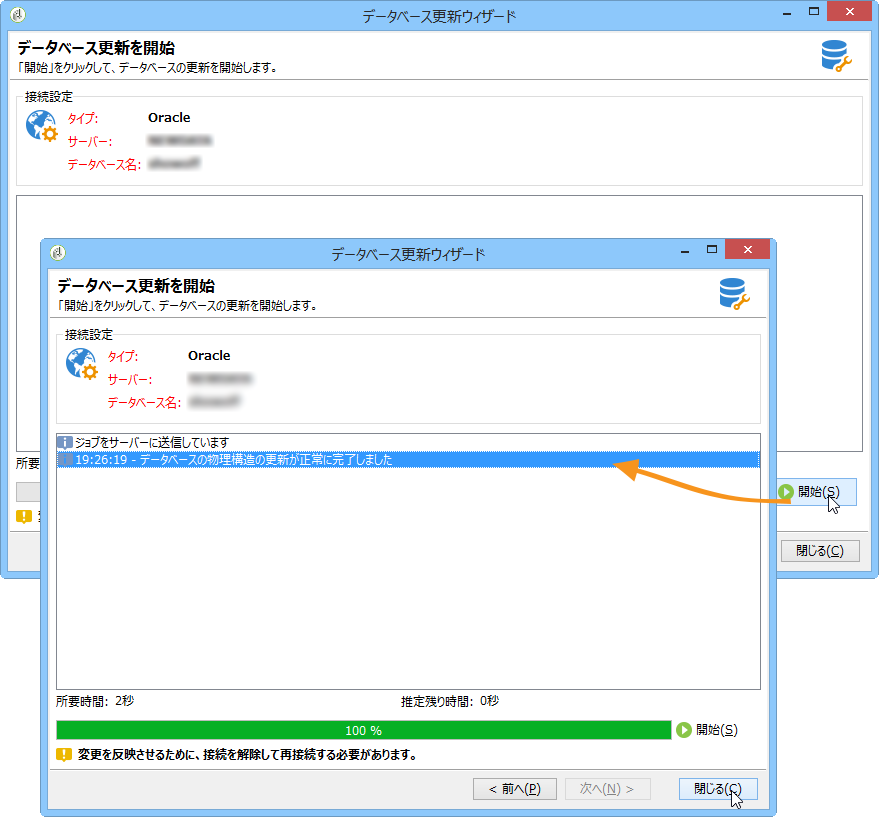 データベース更新ウィザード
データベース更新を開始
「開始」をクリックして、データベースの更新を開始します。
接続設定
タイプ: Oracle
サーバー:
データベース名:
所要
開始(S)
閉じる(C)
データベース更新ウィザード
データベース更新を開始
「開始」をクリックして、データベースの更新を開始します。
接続設定
タイプ: Oracle
サーバー:
データベース名:
ジョブをサーバーに送信しています
19:26:19 - データベースの物理構造の更新が正常に完了しました
所要時間: 2秒 推定残り時間: 0秒
100 % 開始(S)
変更を反映させるために、接続を解除して再接続する必要があります。
< 前へ(P) 次へ(N) > 閉じる(C)